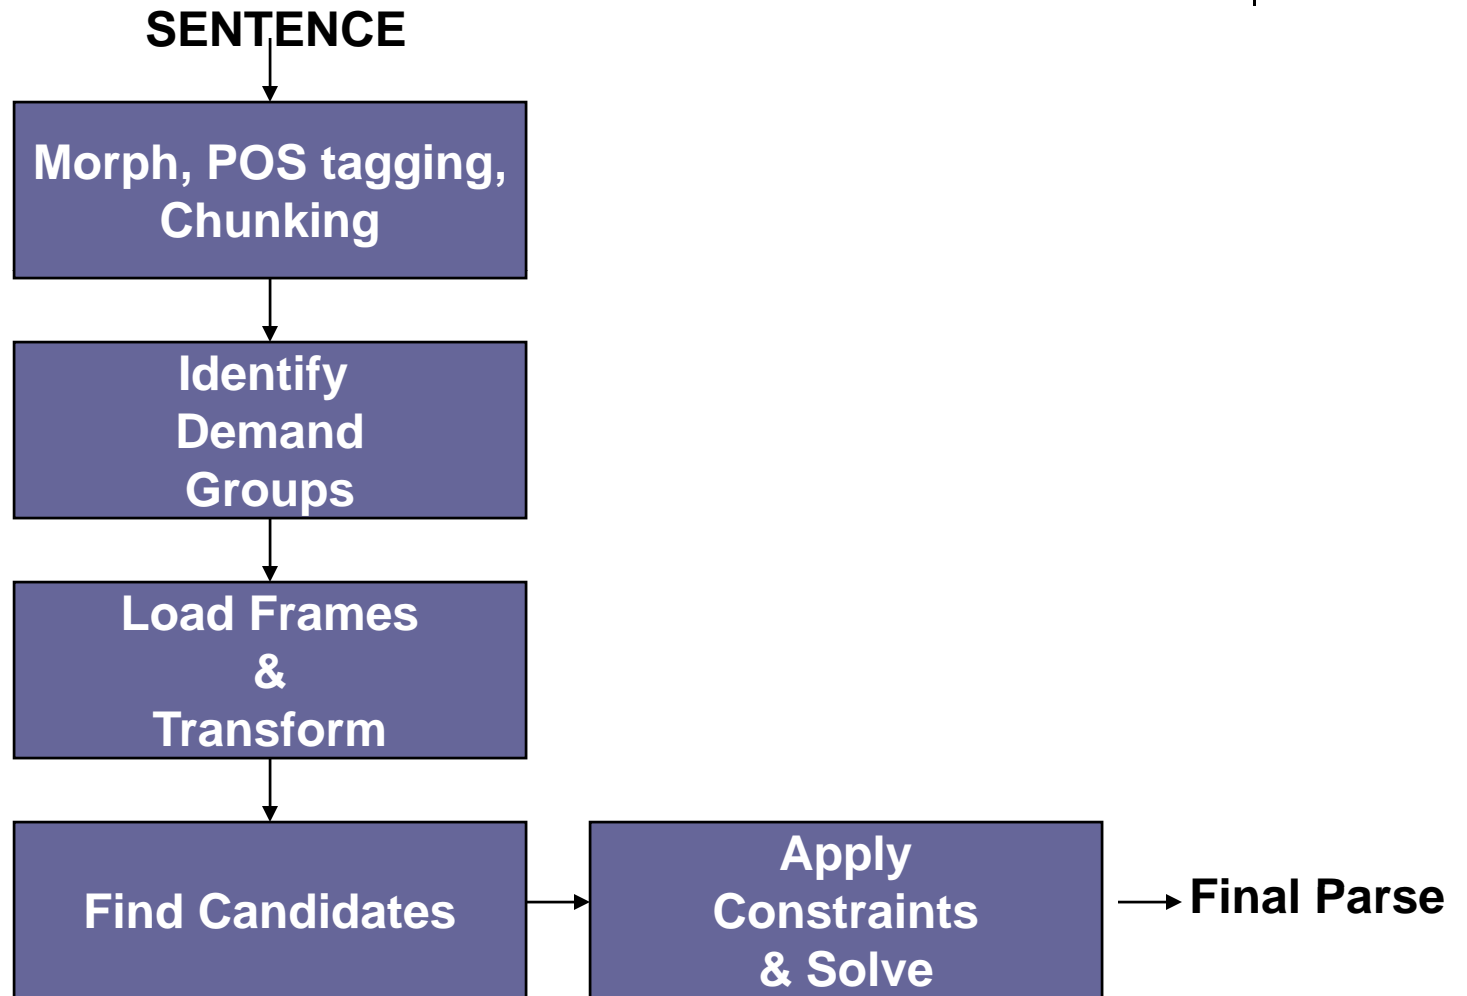 SENTENCE
Morph, POS tagging,
Chunking
Identify
Demand
Groups
Load Frames
&
Transform
Find Candidates
Apply
Constraints
& Solve
Final Parse